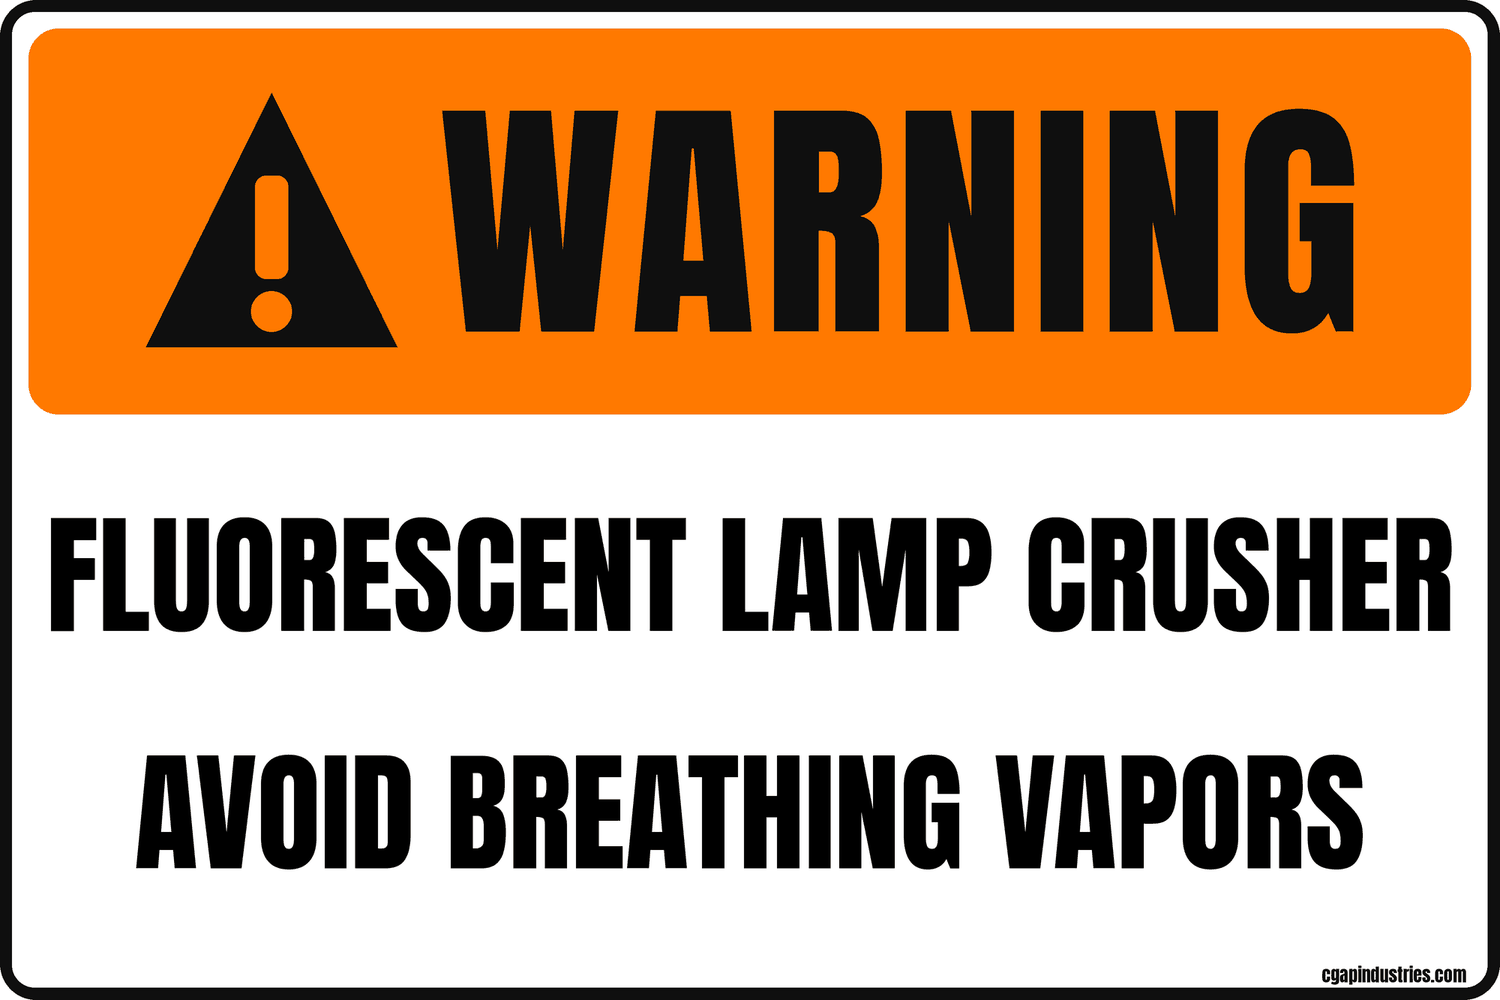 WARNING
FLUORESCENT LAMP CRUSHER
AVOID BREATHING VAPORS
cgapindustries.com